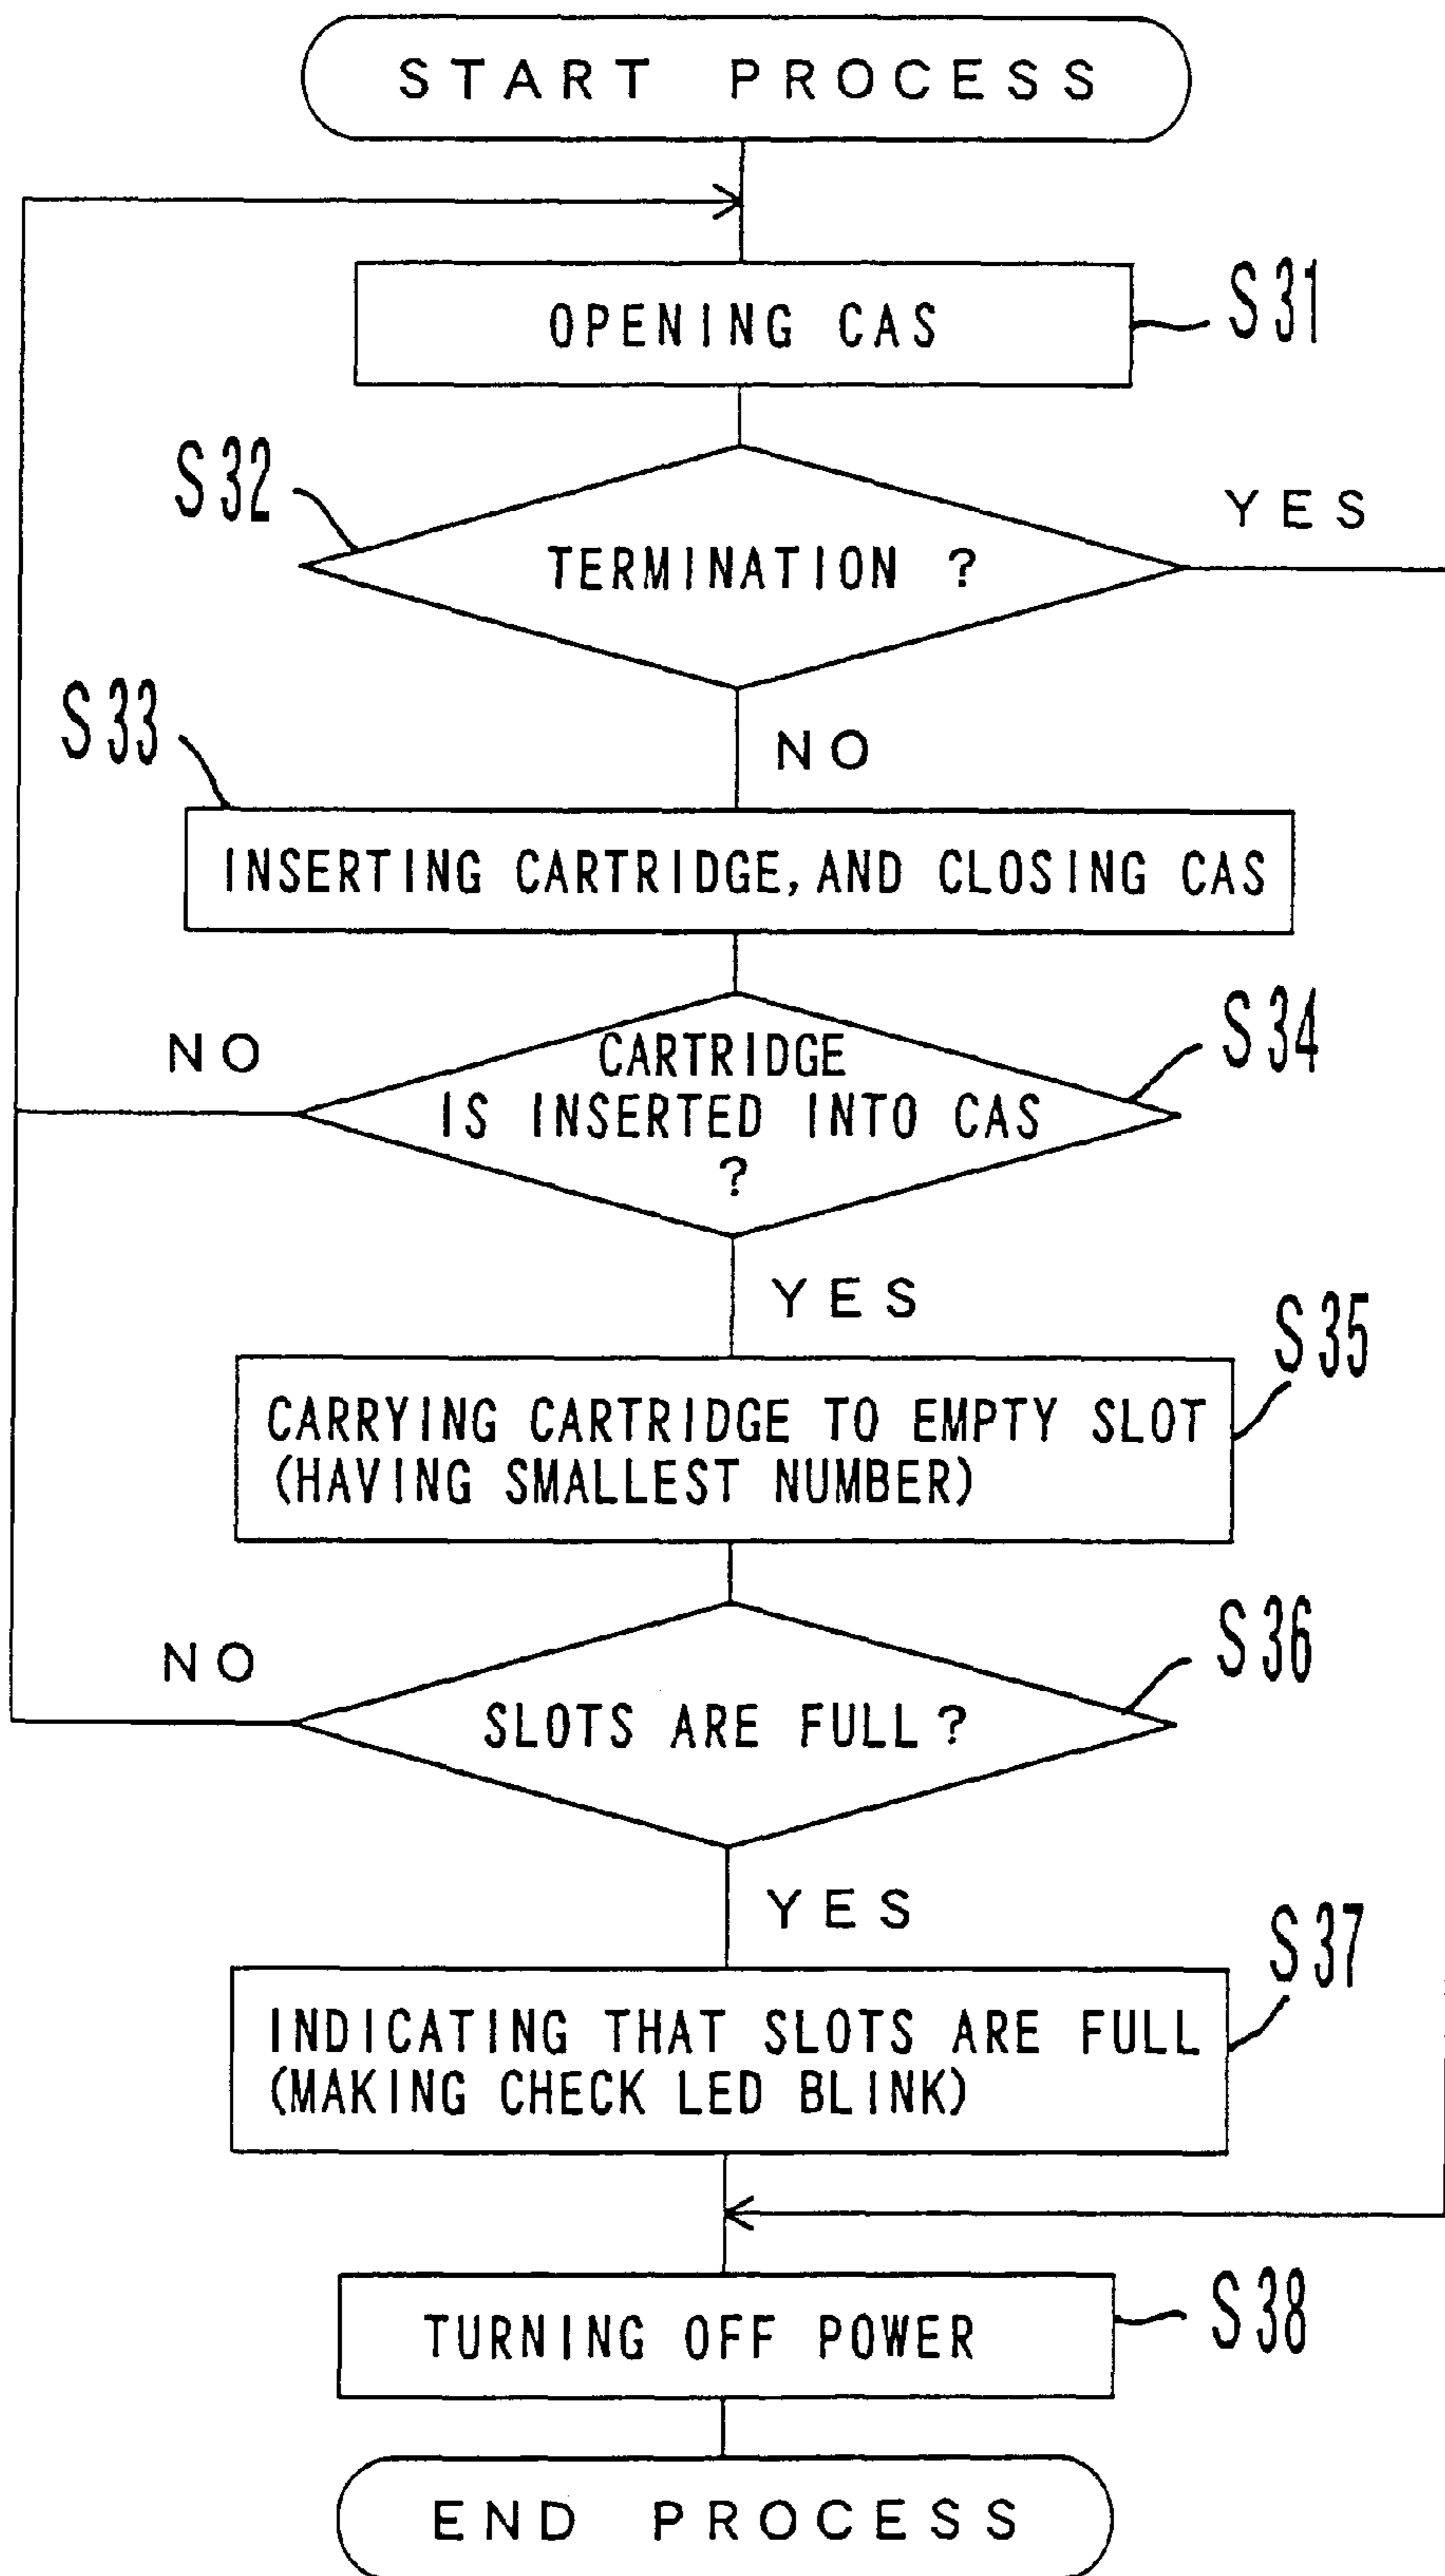 START PROCESS
OPENING CAS
S31
S32
TERMINATION ?
YES
NO
S33
INSERTING CARTRIDGE, AND CLOSING CAS
S34
CARTRIDGE
IS INSERTED INTO CAS
?
NO
YES
S35
CARRYING CARTRIDGE TO EMPTY SLOT
(HAVING SMALLEST NUMBER)
S36
SLOTS ARE FULL ?
NO
YES
S37
INDICATING THAT SLOTS ARE FULL
(MAKING CHECK LED BLINK)
TURNING OFF POWER
S38
END PROCESS